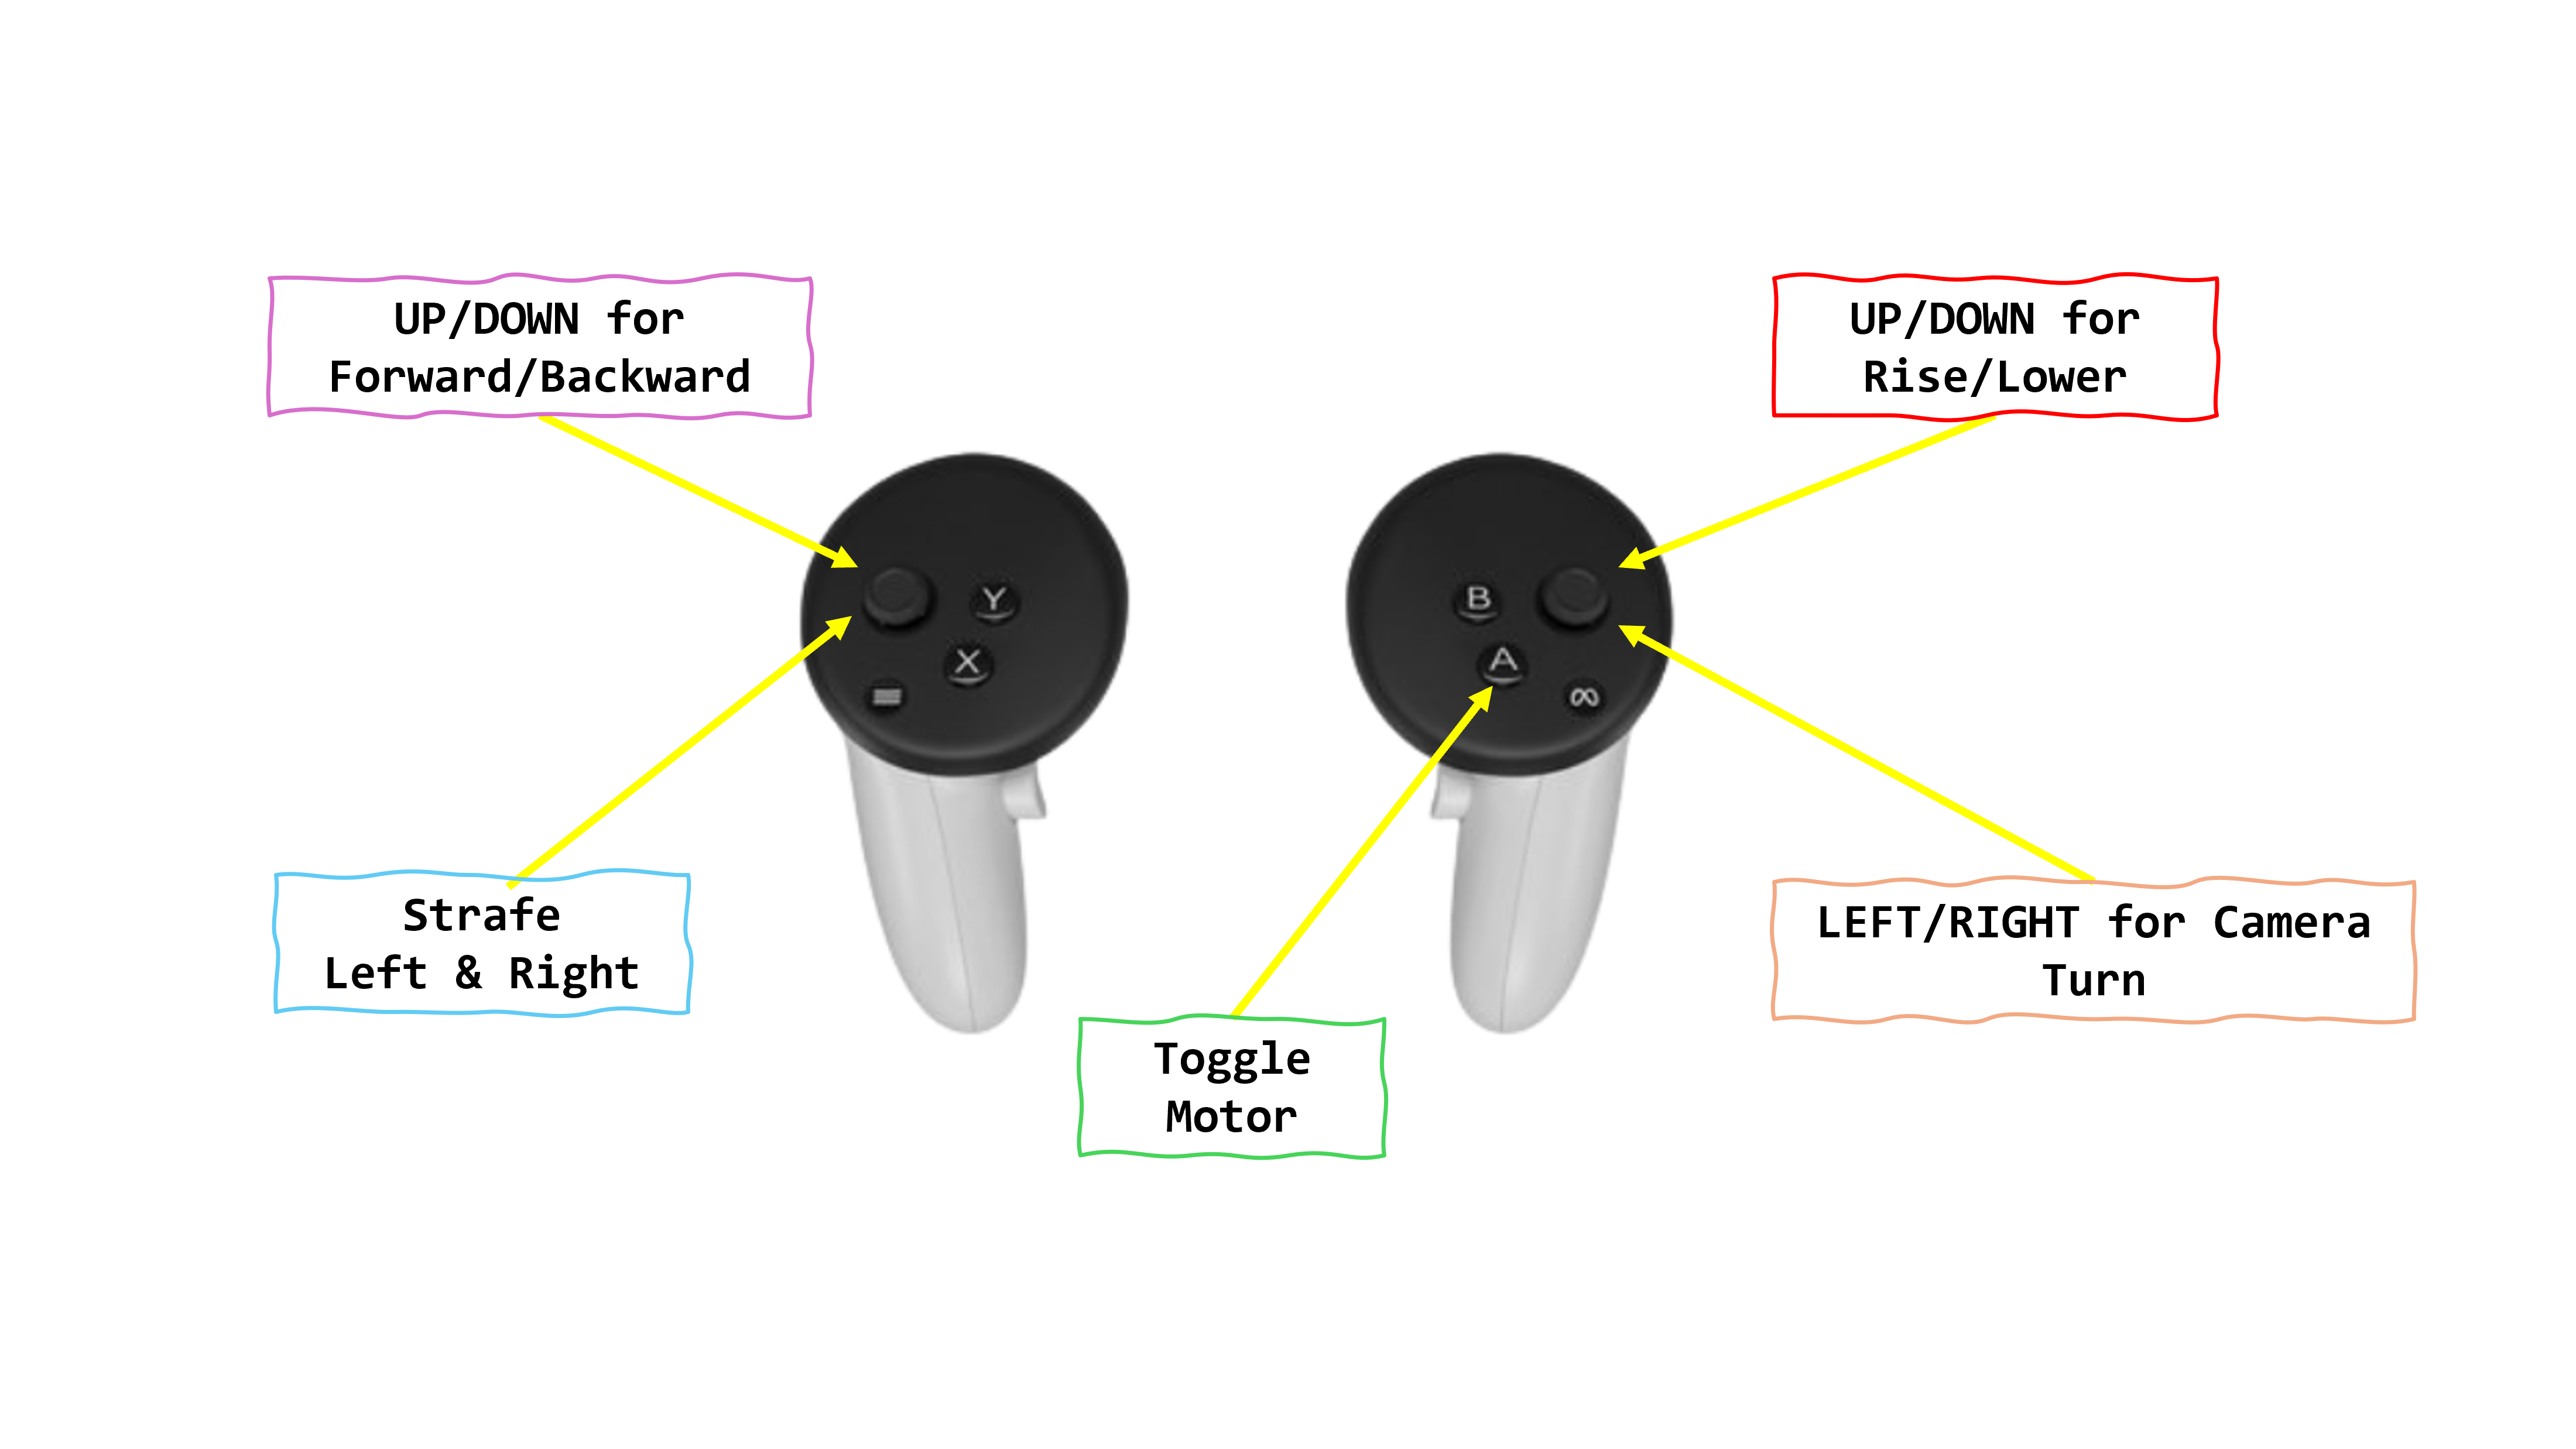 UP/DOWN for
Forward/Backward
UP/DOWN for
Rise/Lower
Y
X
B
A
Strafe
Left & Right
LEFT/RIGHT for Camera
Turn
Toggle
Motor